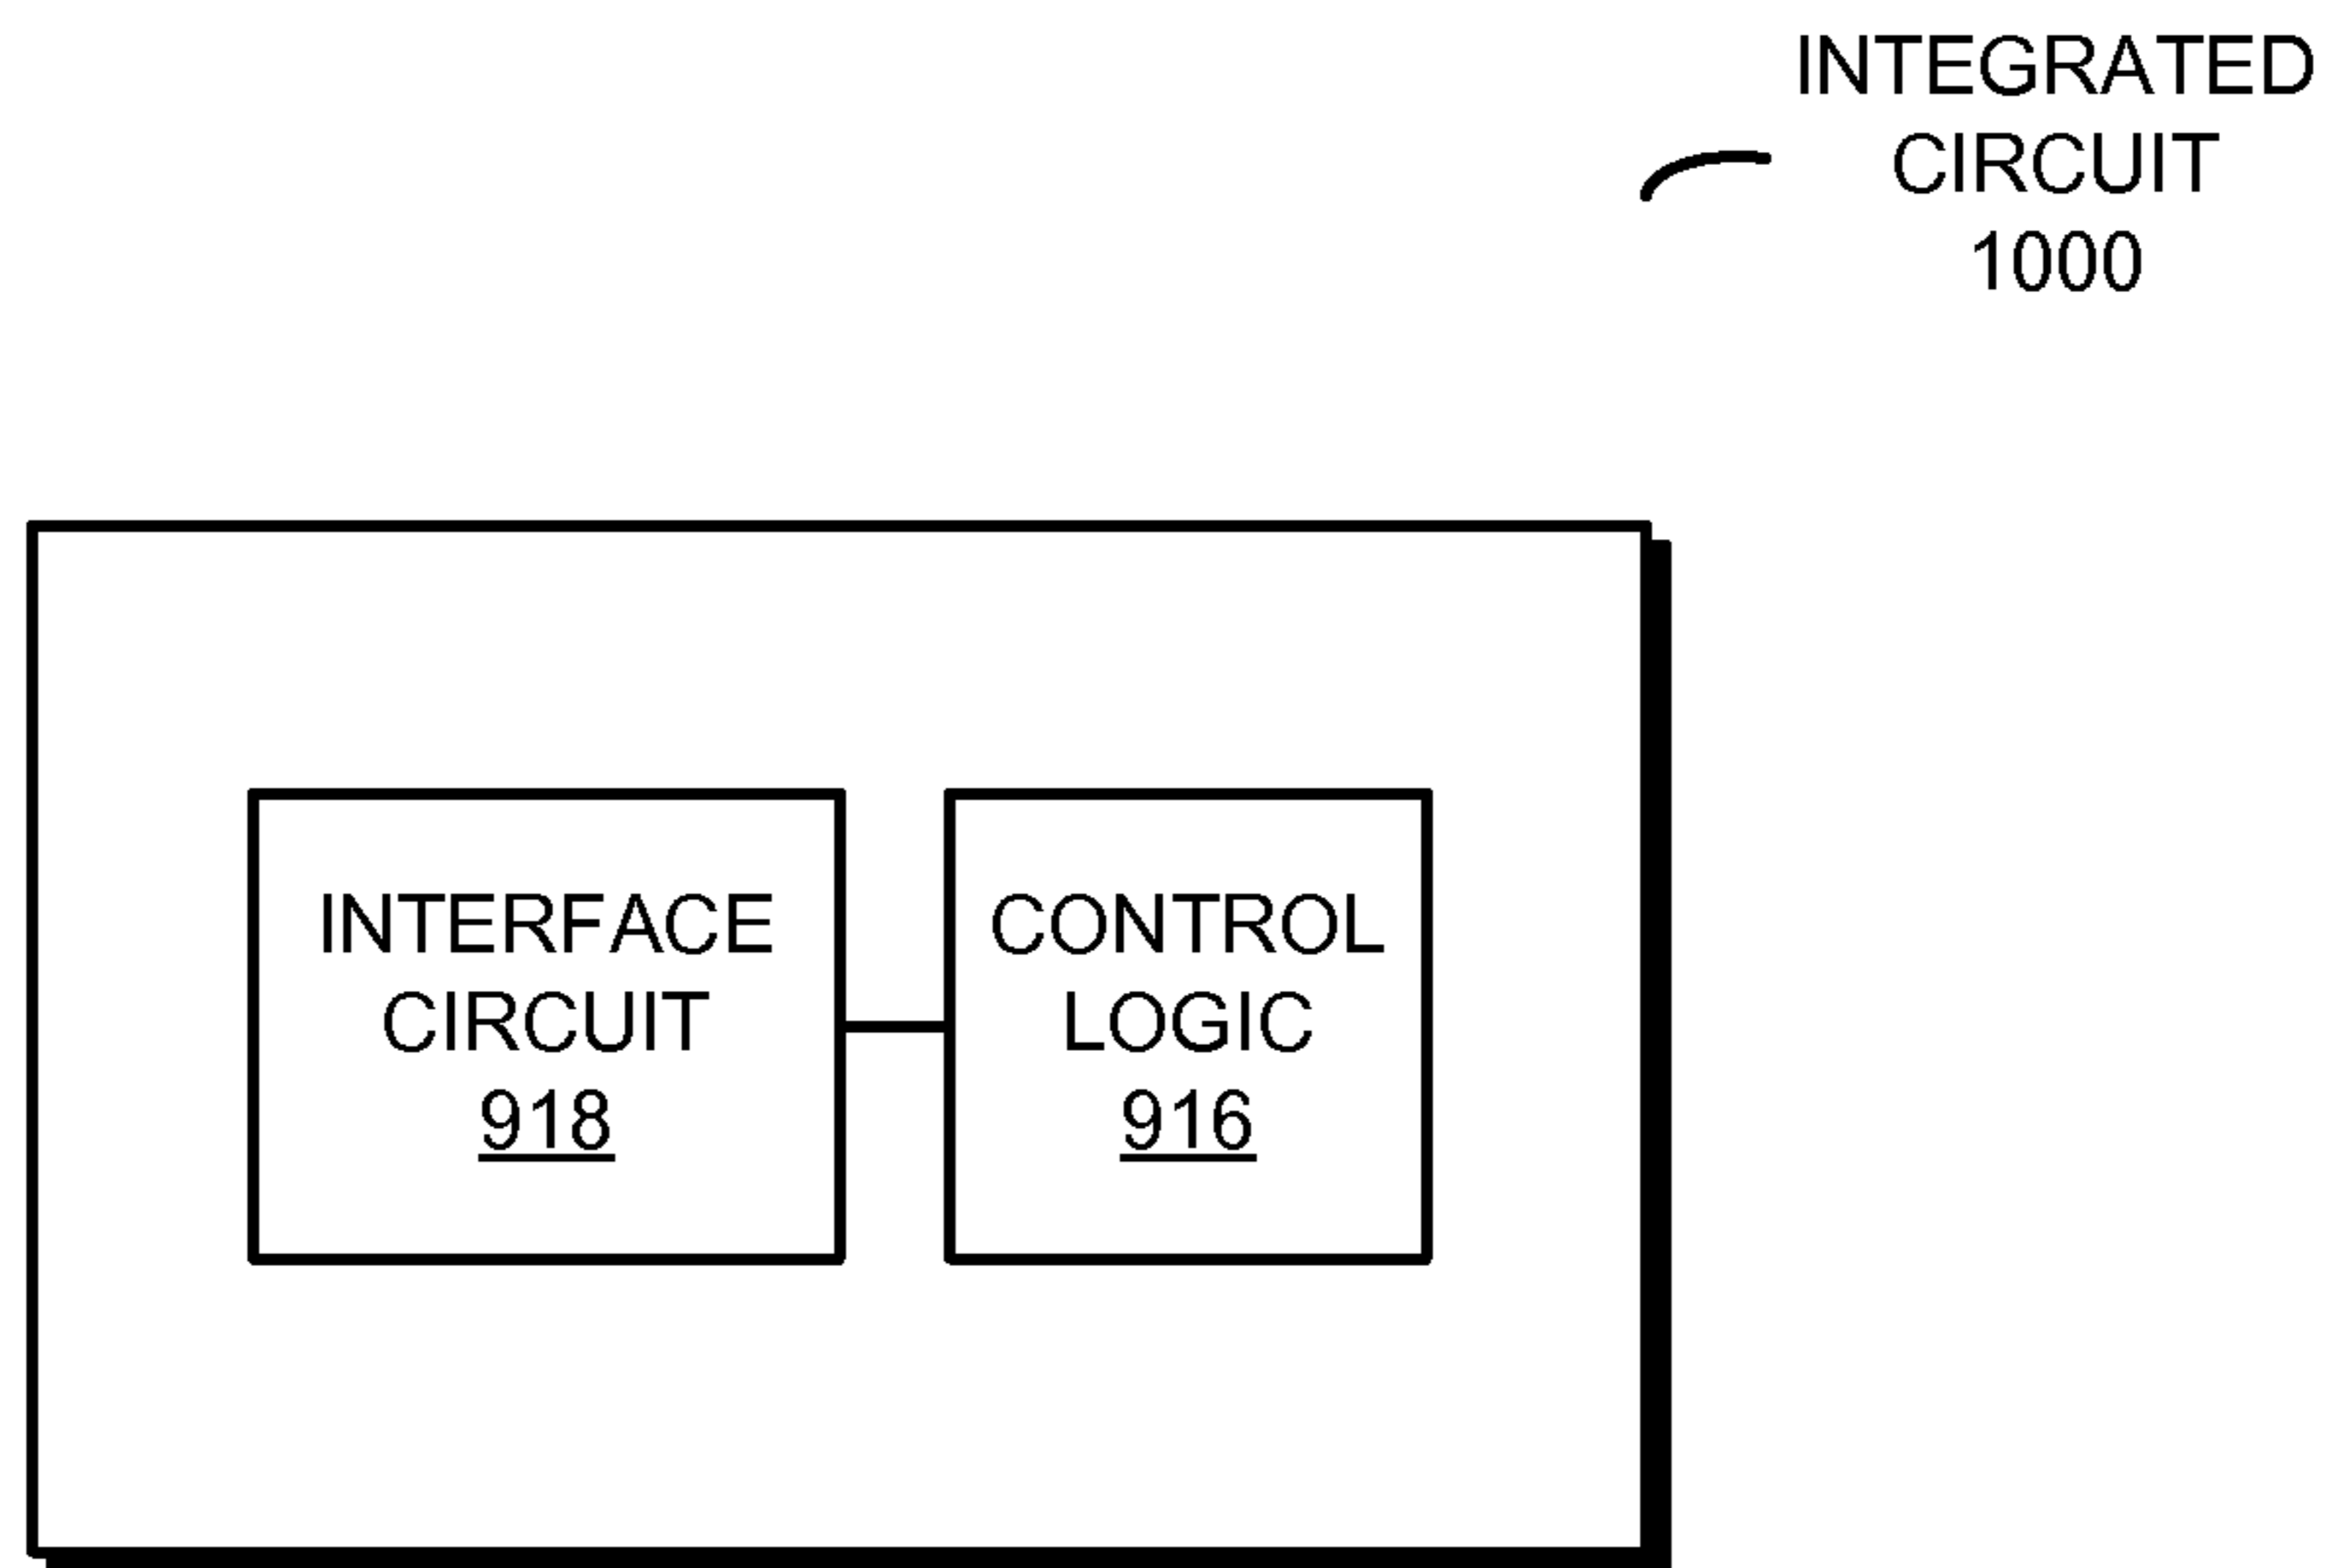 INTEGRATED
CIRCUIT
1000
INTERFACE
CIRCUIT
918
CONTROL
LOGIC
916